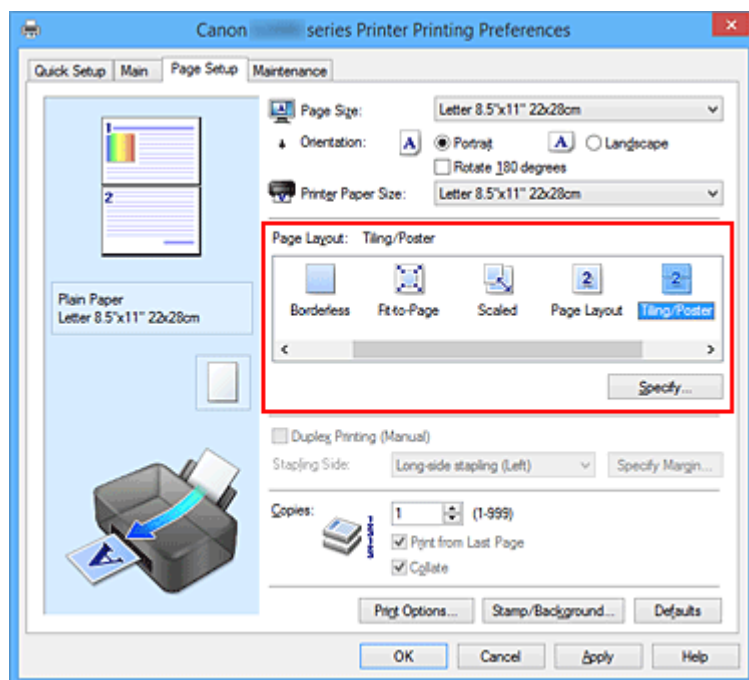 Canon series Printer Printing Preferences
Quick Setup Main Page Setup Maintenance
1
2
Plain Paper
Letter 8.5"x11" 22x28cm
A
Page Size: Letter 8.5"x11" 22x28cm
Orientation: A Portrait A Landscape
Rotate 180 degrees
Printer Paper Size: Letter 8.5"x11" 22x28cm
Page Layout: Tiling/Poster
2 2
Borderless Fit-to-Page Scaled Page Layout Tiling/Poster
Specify...
Duplex Printing (Manual)
Stapling Side: Long-side stapling (Left) Specify Margin...
Copies: 1 (1-999)
Print from Last Page
Collate
Print Options... Stamp/Background... Defaults
OK Cancel Apply Help